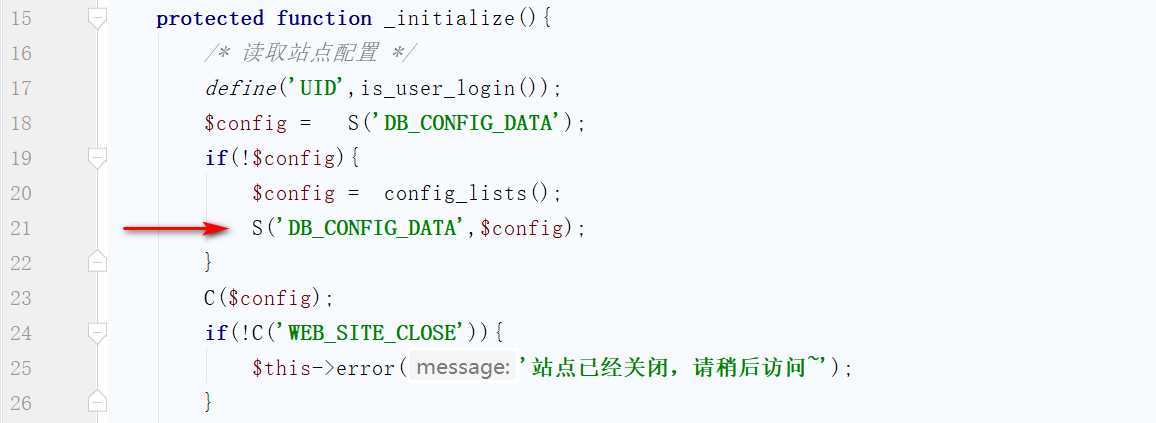 15 protected function _initialize(){
16 /* 读取站点配置 */
17 define('UID',is_user_login());
18 $config =   S('DB_CONFIG_DATA');
19 if(!$config){
20 $config =  config_lists();
21 S('DB_CONFIG_DATA',$config);
22 }
23 C($config);
24 if(!C('WEB_SITE_CLOSE')){
25 $this->error( message: '站点已经关闭，请稍后访问~');
26 }